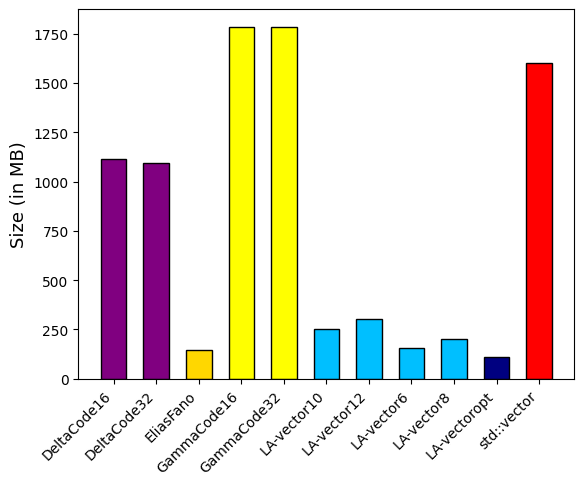 Size (in MB)
1750
1500
1250
1000
750
500
250
0
DeltaCode16
DeltaCode32
EliasFano
GammaCode16
GammaCode32
LA-vector10
LA-vector12
LA-vector6
LA-vector8
LA-vectoropt
std::vector